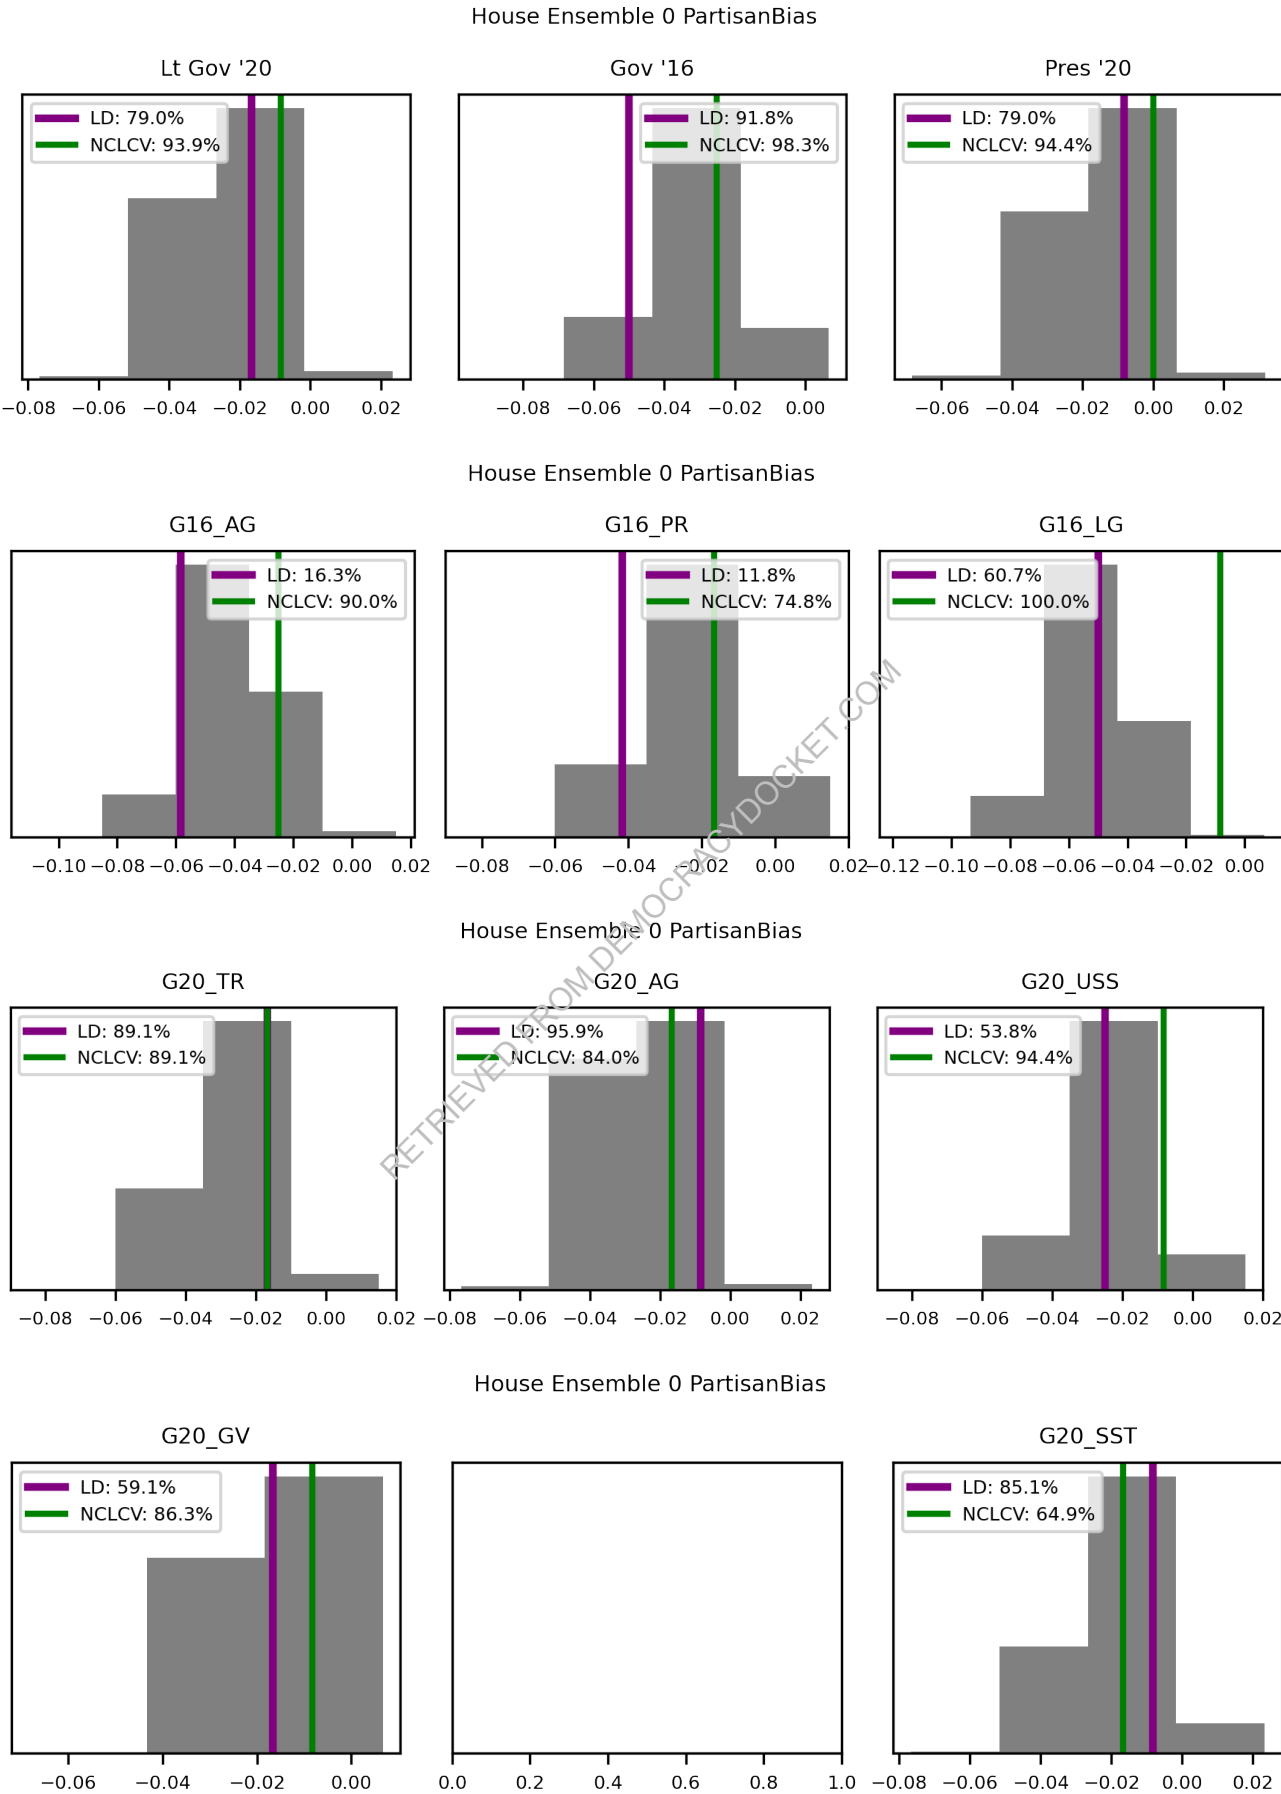 House Ensemble 0 PartisanBias
Lt Gov '20
Gov '16
Pres '20
LD: 79.0%
NCLCV: 93.9%
LD: 91.8%
NCLCV: 98.3%
LD: 79.0%
NCLCV: 94.4%
−0.08 −0.06 −0.04 −0.02 0.00 0.02
−0.08 −0.06 −0.04 −0.02 0.00
−0.06 −0.04 −0.02 0.00 0.02
House Ensemble 0 PartisanBias
G16_AG
G16_PR
G16_LG
LD: 16.3%
NCLCV: 90.0%
LD: 11.8%
NCLCV: 74.8%
LD: 60.7%
NCLCV: 100.0%
−0.10 −0.08 −0.06 −0.04 −0.02 0.00 0.02
−0.08 −0.06 −0.04 −0.02 0.00 0.02
−0.12 −0.10 −0.08 −0.06 −0.04 −0.02 0.00
RETRIEVED FROM DEMOCRACYDOCKET.COM
House Ensemble 0 PartisanBias
G20_TR
G20_AG
G20_USS
LD: 89.1%
NCLCV: 89.1%
LD: 95.9%
NCLCV: 84.0%
LD: 53.8%
NCLCV: 94.4%
−0.08 −0.06 −0.04 −0.02 0.00 0.02
−0.08 −0.06 −0.04 −0.02 0.00 0.02
−0.08 −0.06 −0.04 −0.02 0.00 0.02
House Ensemble 0 PartisanBias
G20_GV
G20_SST
LD: 59.1%
NCLCV: 86.3%
LD: 85.1%
NCLCV: 64.9%
−0.06 −0.04 −0.02 0.00
0.0 0.2 0.4 0.6 0.8 1.0
−0.08 −0.06 −0.04 −0.02 0.00 0.02